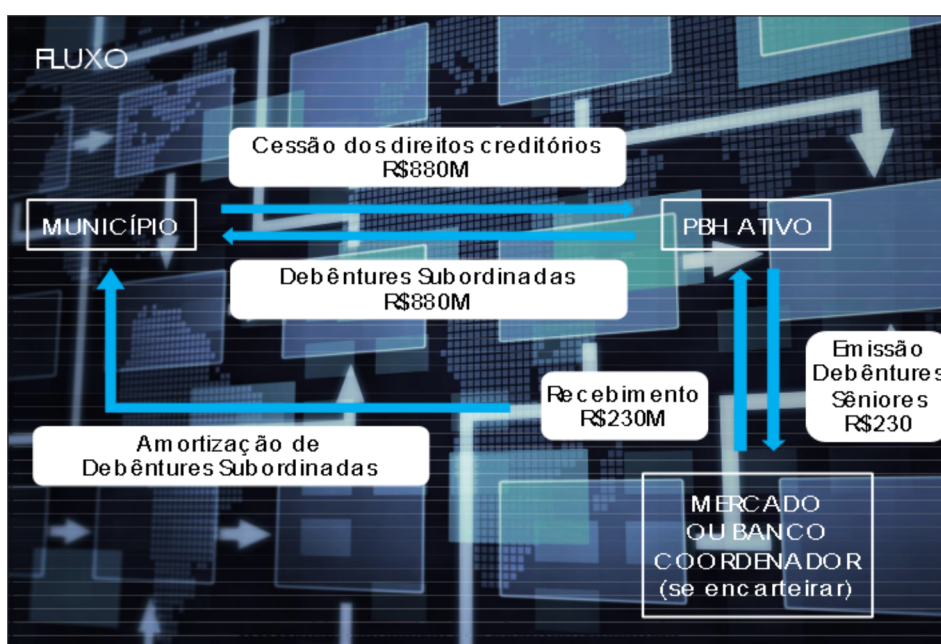 FLUXO
Cessão dos direitos creditórios
R$880M
MUNICÍPIO
PBH ATIVO
Debêntures Subordinadas
R$880M
Emissão
Debêntures
Sêniores
R$230
Recebimento
R$230M
Amortização de
Debêntures Subordinadas
MERCADO
OU BANCO
COORDENADOR
(se encarteirar)